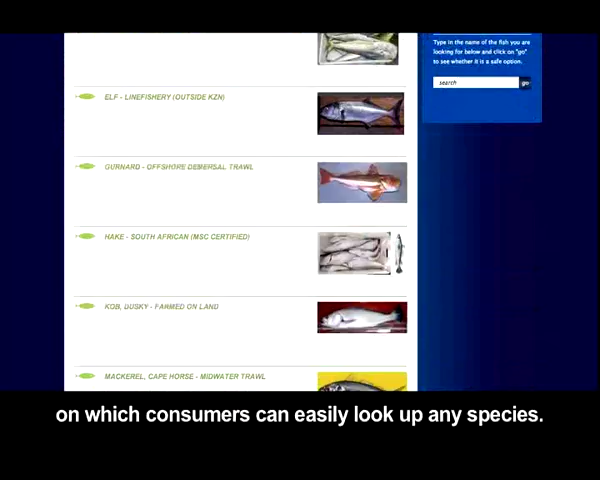 Type in the name of the fish you are
looking for below and click on "go"
to see whether it is a safe option.
search
go
ELF - LINEFISHERY (OUTSIDE KZN)
GURNARD - OFFSHORE DEMERSAL TRAWL
HAKE - SOUTH AFRICAN (MSC CERTIFIED)
KOB, DUSKY - FARMED ON LAND
MACKEREL, CAPE HORSE - MIDWATER TRAWL
on which consumers can easily look up any species.